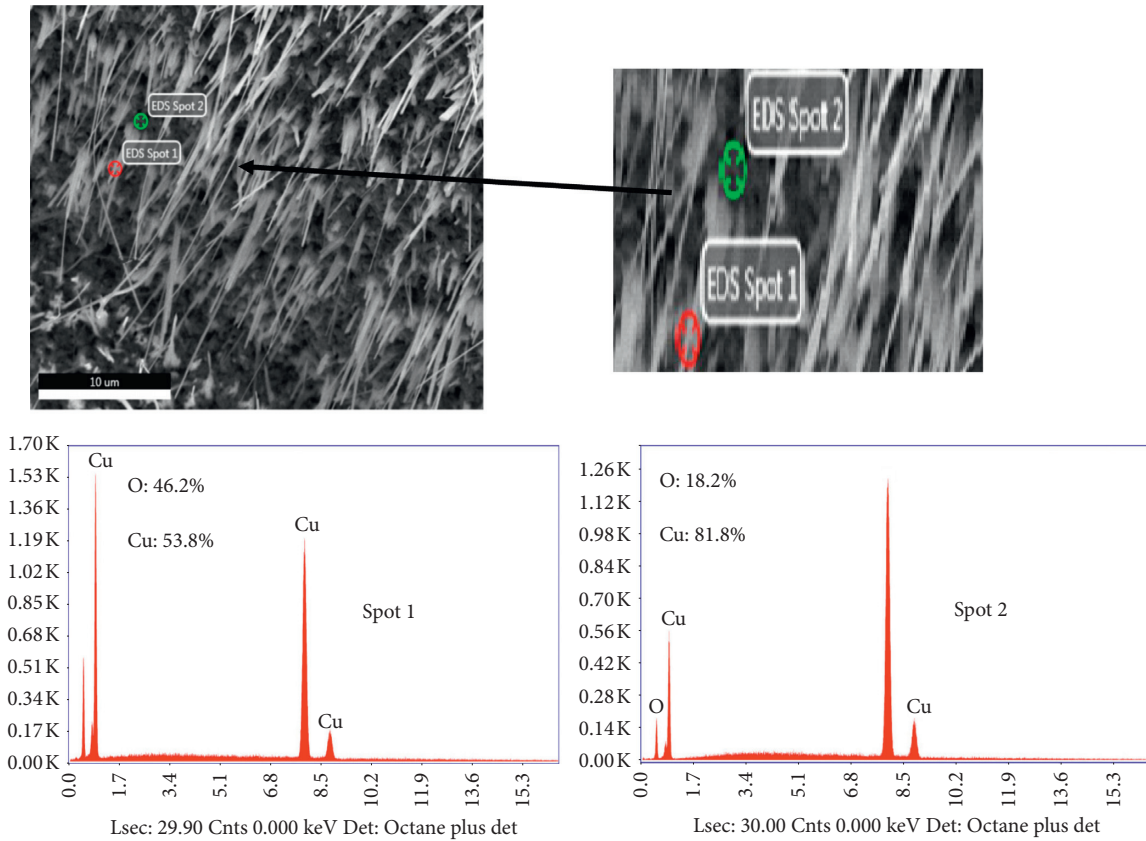 EDS Spot 2
EDS Spot 1
10 um
EDS Spot 2
EDS Spot 1
1.70 K
1.53 K
1.36 K
1.19 K
1.02 K
0.85 K
0.68 K
0.51 K
0.34 K
0.17 K
0.00 K
Cu
O: 46.2%
Cu: 53.8%
Cu
Spot 1
Cu
0.0 1.7 3.4 5.1 6.8 8.5 10.2 11.9 13.6 15.3
Lsec: 29.90 Cnts 0.000 keV Det: Octane plus det
1.26 K
1.12 K
0.98 K
0.84 K
0.70 K
0.56 K
0.42 K
0.28 K
0.14 K
0.00 K
O: 18.2%
Cu: 81.8%
Cu
Spot 2
O
Cu
0.0 1.7 3.4 5.1 6.8 8.5 10.2 11.9 13.6 15.3
Lsec: 30.00 Cnts 0.000 keV Det: Octane plus det